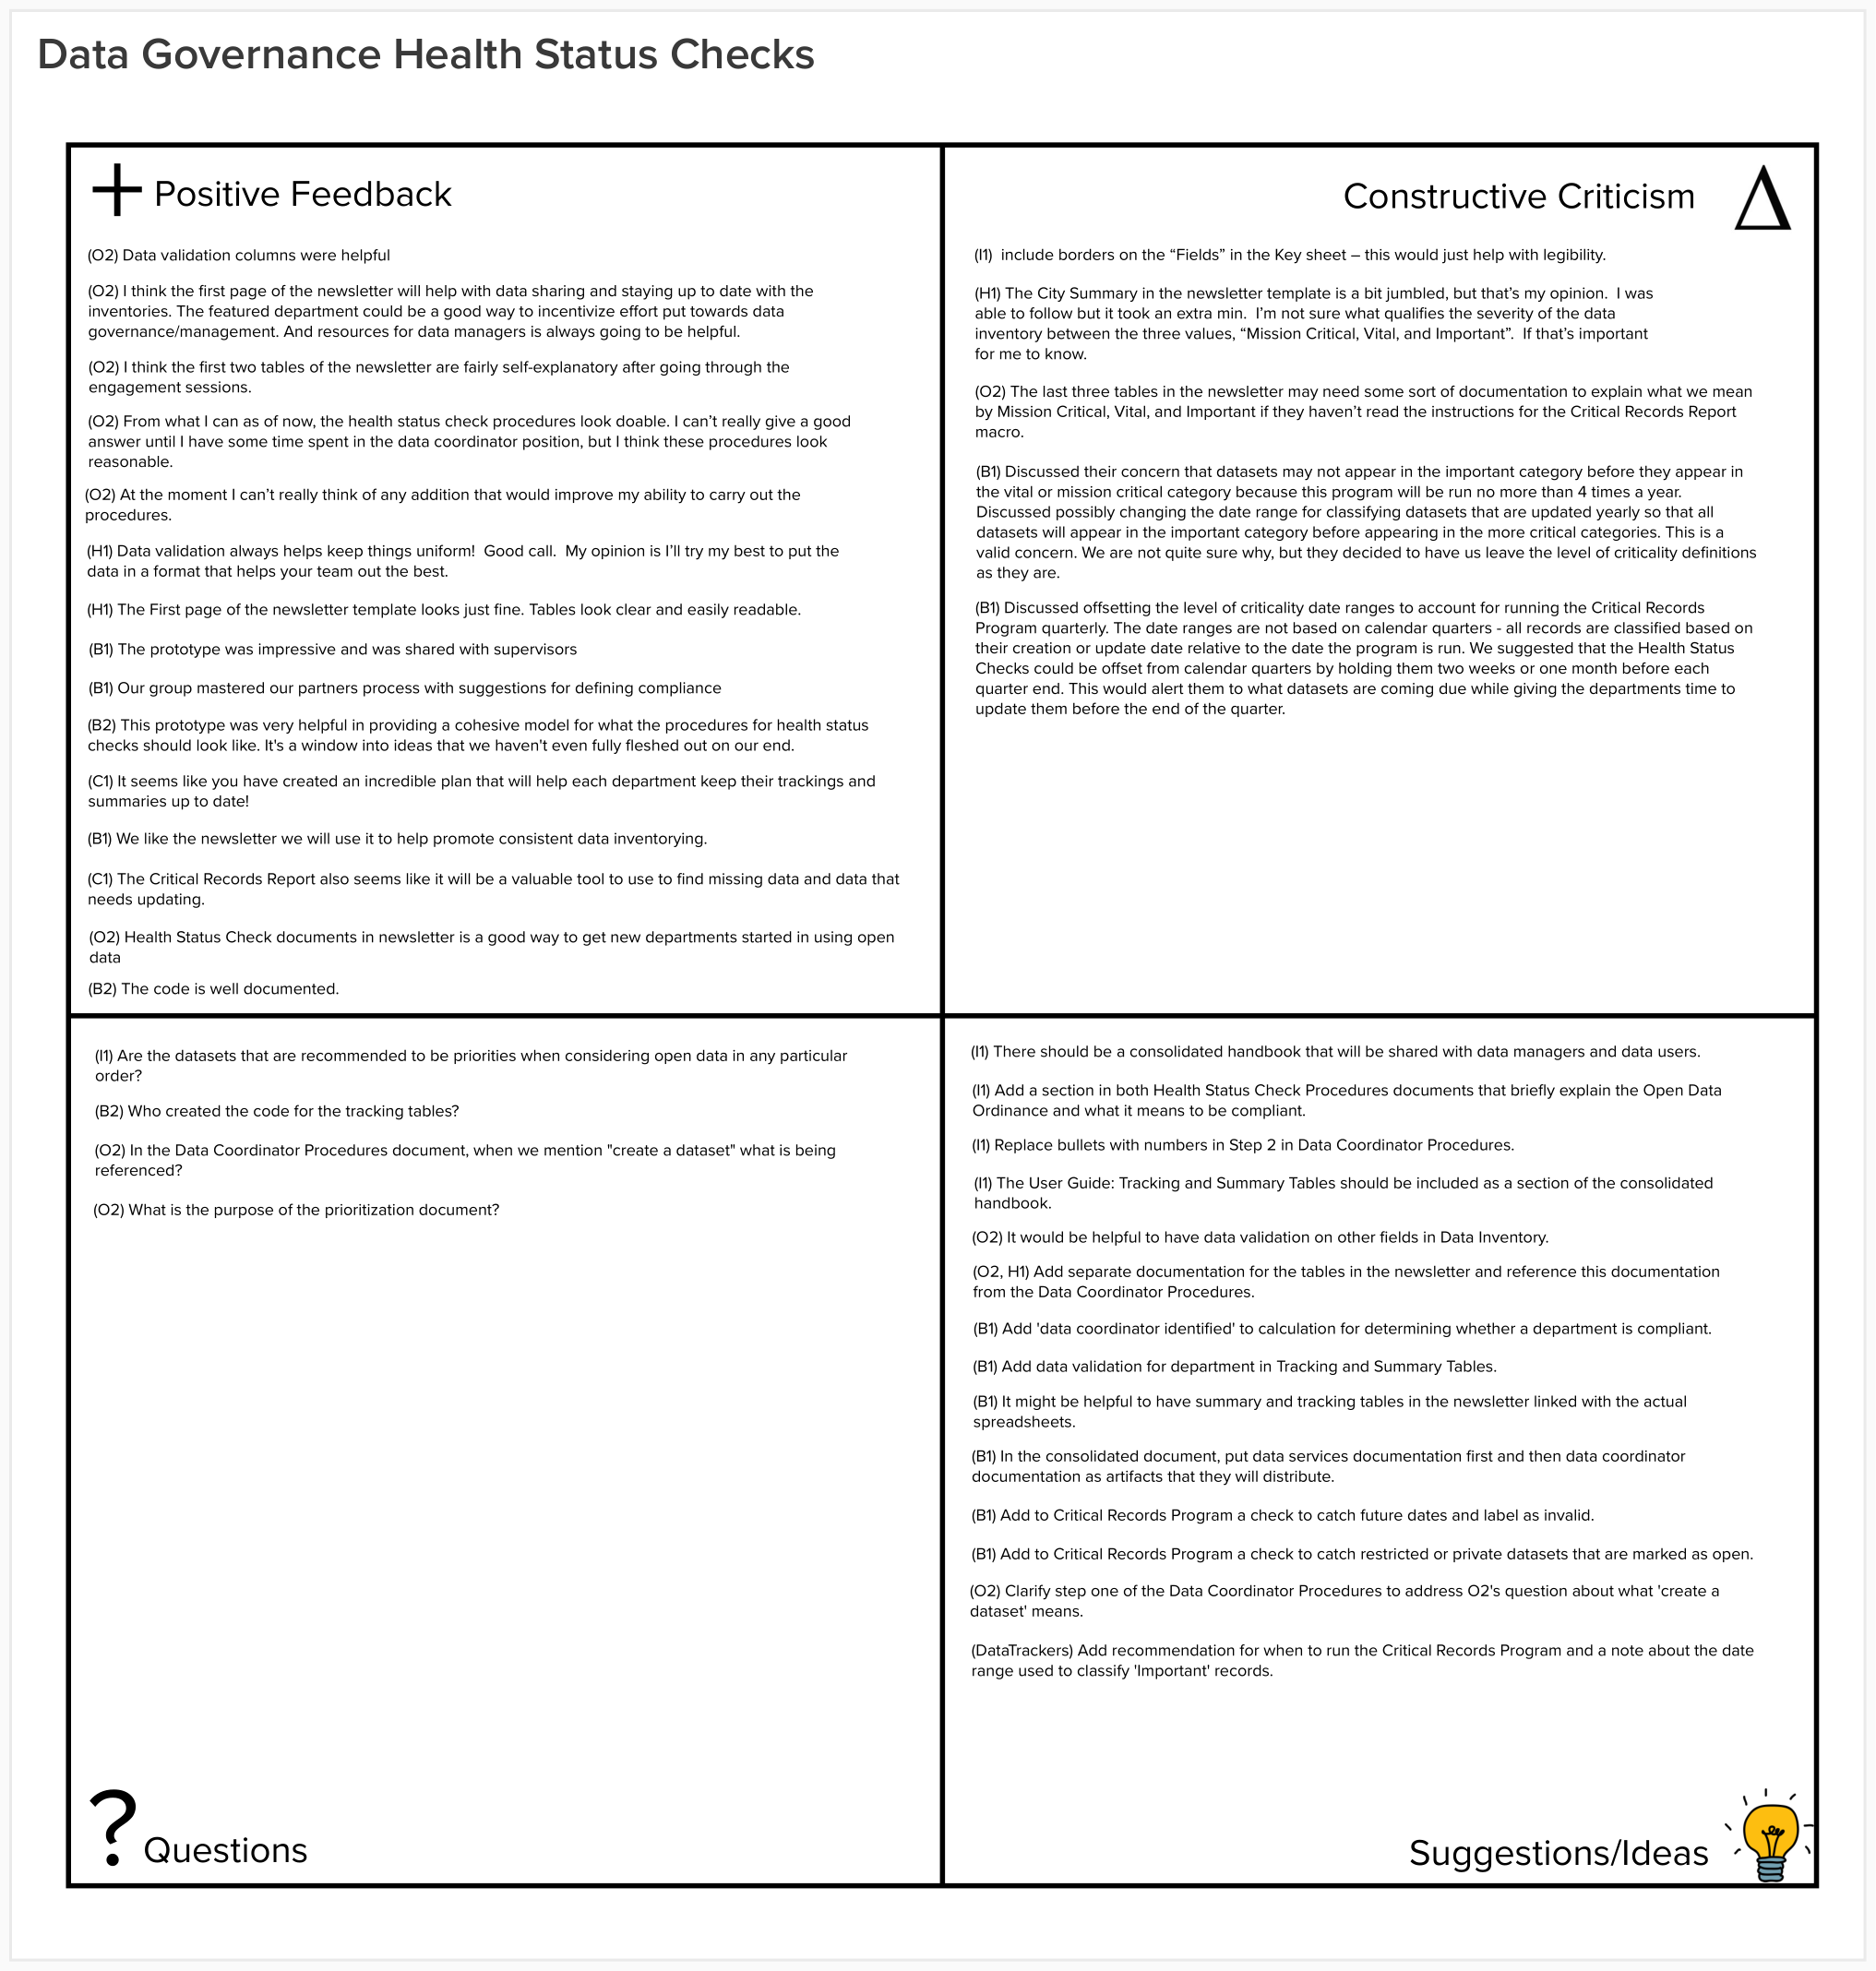 Data Governance Health Status Checks
+ Positive Feedback
(O2) Data validation columns were helpful
(O2) I think the first page of the newsletter will help with data sharing and staying up to date with the
inventories. The featured department could be a good way to incentivize effort put towards data
governance/management. And resources for data managers is always going to be helpful.
(O2) I think the first two tables of the newsletter are fairly self-explanatory after going through the
engagement sessions.
(O2) From what I can as of now, the health status check procedures look doable. I can’t really give a good
answer until I have some time spent in the data coordinator position, but I think these procedures look
reasonable.
(O2) At the moment I can’t really think of any addition that would improve my ability to carry out the
procedures.
(H1) Data validation always helps keep things uniform!  Good call.  My opinion is I’ll try my best to put the
data in a format that helps your team out the best.
(H1) The First page of the newsletter template looks just fine. Tables look clear and easily readable.
(B1) The prototype was impressive and was shared with supervisors
(B1) Our group mastered our partners process with suggestions for defining compliance
(B2) This prototype was very helpful in providing a cohesive model for what the procedures for health status
checks should look like. It's a window into ideas that we haven't even fully fleshed out on our end.
(C1) It seems like you have created an incredible plan that will help each department keep their trackings and
summaries up to date!
(B1) We like the newsletter we will use it to help promote consistent data inventorying.
(C1) The Critical Records Report also seems like it will be a valuable tool to use to find missing data and data that
needs updating.
(O2) Health Status Check documents in newsletter is a good way to get new departments started in using open
data
(B2) The code is well documented.
Constructive Criticism Δ
(I1)  include borders on the “Fields” in the Key sheet – this would just help with legibility.
(H1) The City Summary in the newsletter template is a bit jumbled, but that’s my opinion.  I was
able to follow but it took an extra min.  I’m not sure what qualifies the severity of the data
inventory between the three values, “Mission Critical, Vital, and Important”.  If that’s important
for me to know.
(O2) The last three tables in the newsletter may need some sort of documentation to explain what we mean
by Mission Critical, Vital, and Important if they haven’t read the instructions for the Critical Records Report
macro.
(B1) Discussed their concern that datasets may not appear in the important category before they appear in
the vital or mission critical category because this program will be run no more than 4 times a year.
Discussed possibly changing the date range for classifying datasets that are updated yearly so that all
datasets will appear in the important category before appearing in the more critical categories. This is a
valid concern. We are not quite sure why, but they decided to have us leave the level of criticality definitions
as they are.
(B1) Discussed offsetting the level of criticality date ranges to account for running the Critical Records
Program quarterly. The date ranges are not based on calendar quarters - all records are classified based on
their creation or update date relative to the date the program is run. We suggested that the Health Status
Checks could be offset from calendar quarters by holding them two weeks or one month before each
quarter end. This would alert them to what datasets are coming due while giving the departments time to
update them before the end of the quarter.
(I1) Are the datasets that are recommended to be priorities when considering open data in any particular
order?
(B2) Who created the code for the tracking tables?
(O2) In the Data Coordinator Procedures document, when we mention "create a dataset" what is being
referenced?
(O2) What is the purpose of the prioritization document?
? Questions
(I1) There should be a consolidated handbook that will be shared with data managers and data users.
(I1) Add a section in both Health Status Check Procedures documents that briefly explain the Open Data
Ordinance and what it means to be compliant.
(I1) Replace bullets with numbers in Step 2 in Data Coordinator Procedures.
(I1) The User Guide: Tracking and Summary Tables should be included as a section of the consolidated
handbook.
(O2) It would be helpful to have data validation on other fields in Data Inventory.
(O2, H1) Add separate documentation for the tables in the newsletter and reference this documentation
from the Data Coordinator Procedures.
(B1) Add 'data coordinator identified' to calculation for determining whether a department is compliant.
(B1) Add data validation for department in Tracking and Summary Tables.
(B1) It might be helpful to have summary and tracking tables in the newsletter linked with the actual
spreadsheets.
(B1) In the consolidated document, put data services documentation first and then data coordinator
documentation as artifacts that they will distribute.
(B1) Add to Critical Records Program a check to catch future dates and label as invalid.
(B1) Add to Critical Records Program a check to catch restricted or private datasets that are marked as open.
(O2) Clarify step one of the Data Coordinator Procedures to address O2's question about what 'create a
dataset' means.
(DataTrackers) Add recommendation for when to run the Critical Records Program and a note about the date
range used to classify 'Important' records.
Suggestions/Ideas